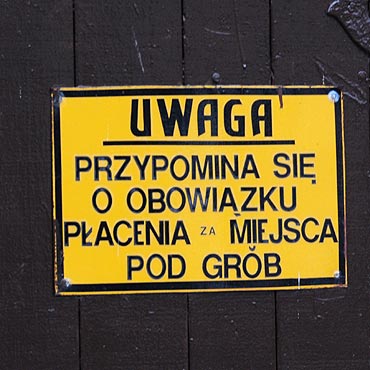 UWAGA
PRZYPOMINA SIĘ
O OBOWIĄZKU
PŁACENIA ZA MIEJSCA
POD GRÓB